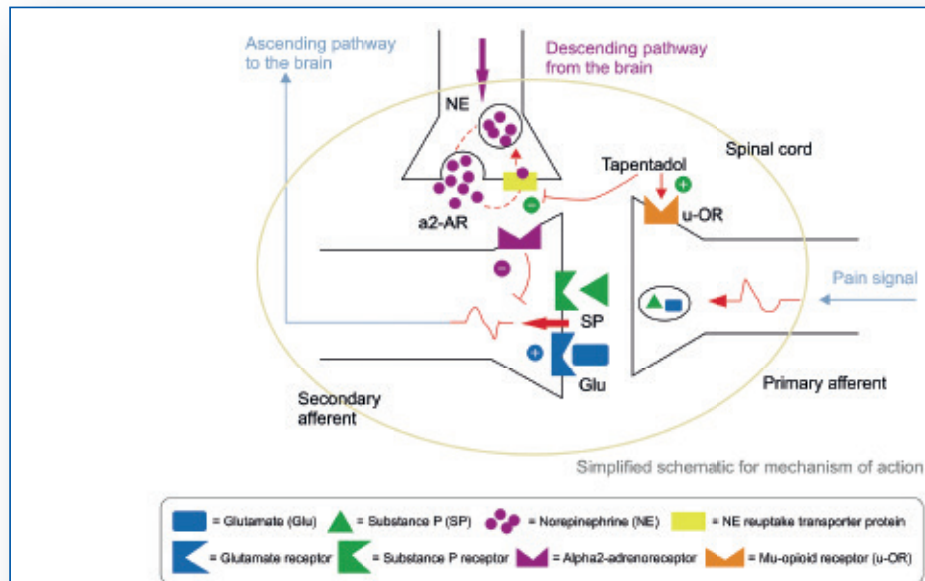 Ascending pathway
to the brain
Descending pathway
from the brain
NE
Spinal cord
Tapentadol
+
−
a2-AR
u-OR
−
Pain signal
SP
+
Glu
Secondary
afferent
Primary afferent
Simplified schematic for mechanism of action
= Glutamate (Glu)
= Substance P (SP)
= Norepinephrine (NE)
= NE reuptake transporter protein
= Glutamate receptor
= Substance P receptor
= Alpha2-adrenoreceptor
= Mu-opioid receptor (u-OR)